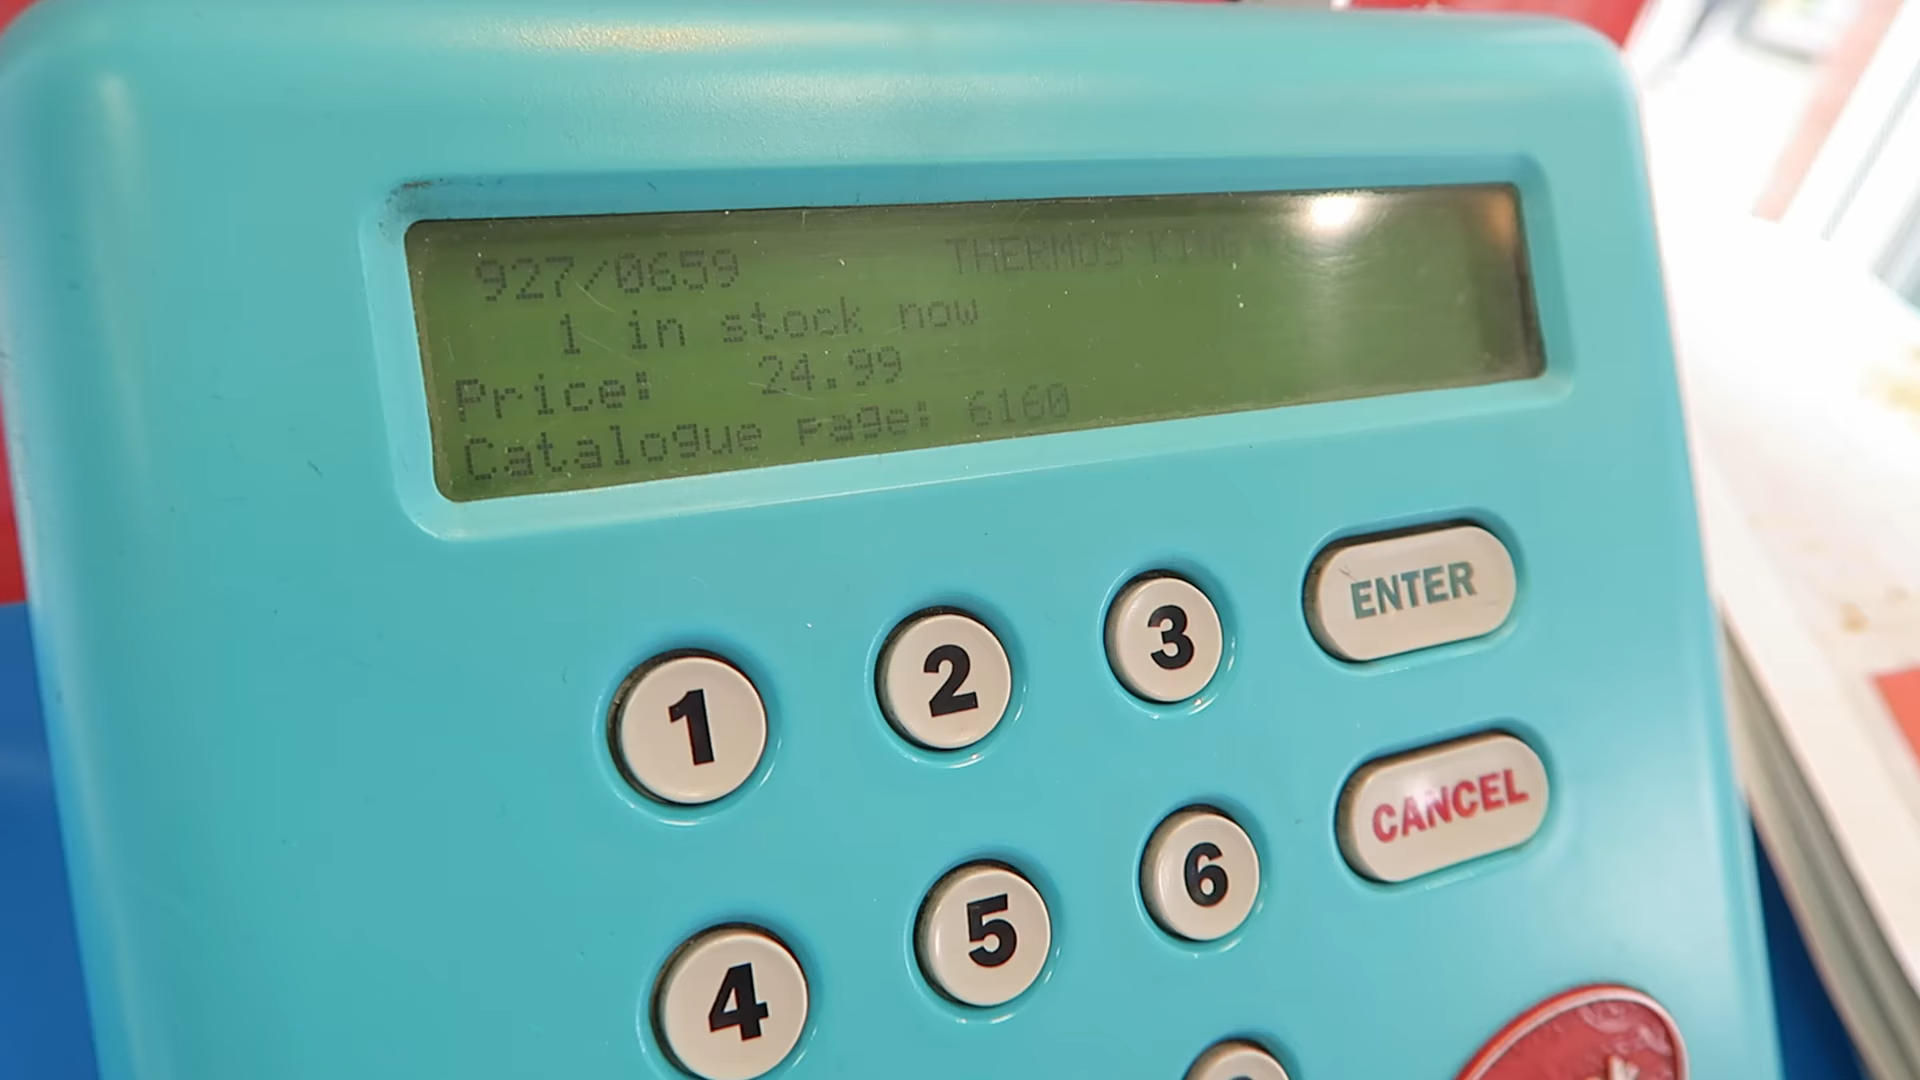 927/0659 THERMOS KING
1 in stock now
Price: 24.99
Catalogue Page: 6160
1 2 3 ENTER
4 5 6 CANCEL